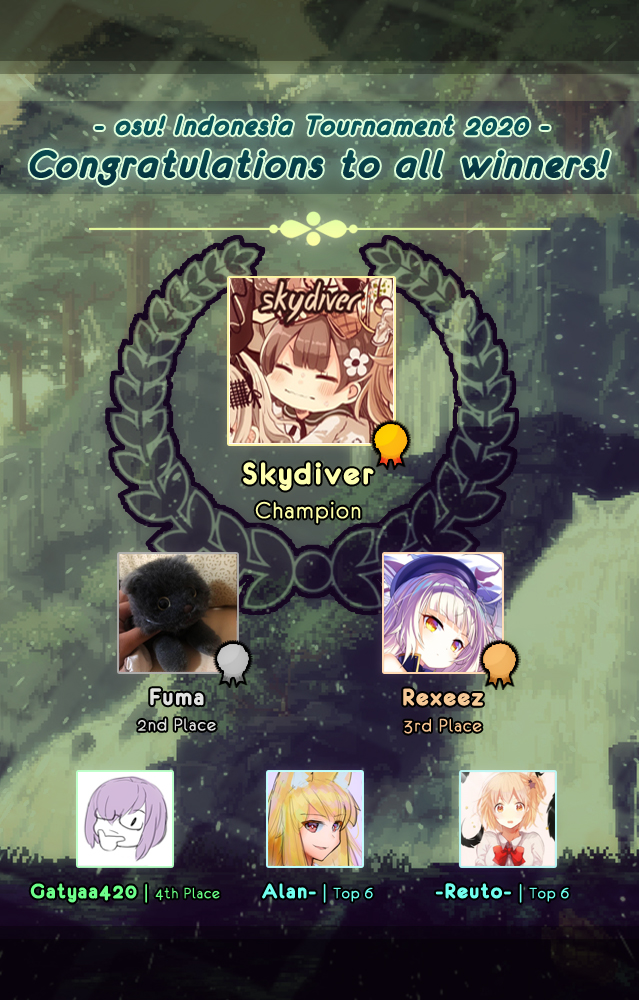 - osu! Indonesia Tournament 2020 -
Congratulations to all winners!
skydiver
Skydiver
Champion
Fuma
2nd Place
Rexeez
3rd Place
Gatyaa420 | 4th Place
Alan- | Top 6
-Reuto- | Top 6